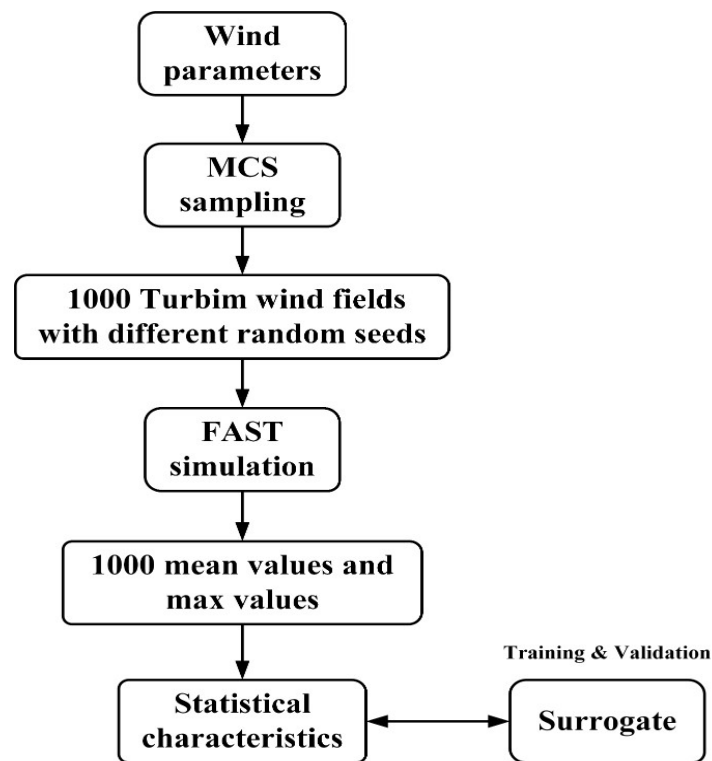 Wind
parameters
MCS
sampling
1000 Turbim wind fields
with different random seeds
FAST
simulation
1000 mean values and
max values
Statistical
characteristics
Training & Validation
Surrogate